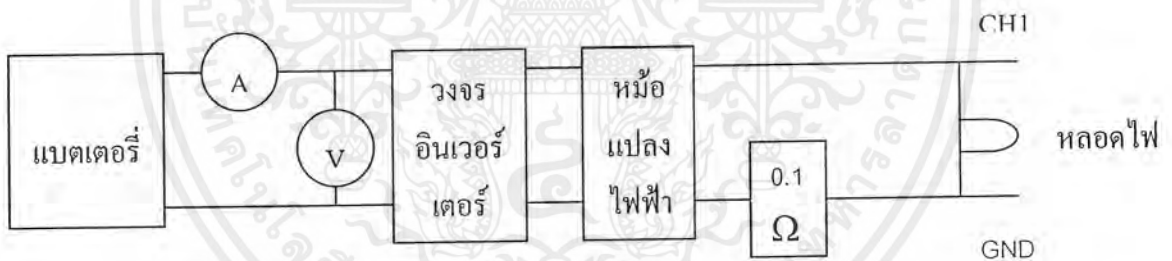 CH1
แบตเตอรี่
A
V
วงจร
อินเวอร์
เตอร์
หม้อ
แปลง
ไฟฟ้า
0.1
Ω
หลอดไฟ
GND